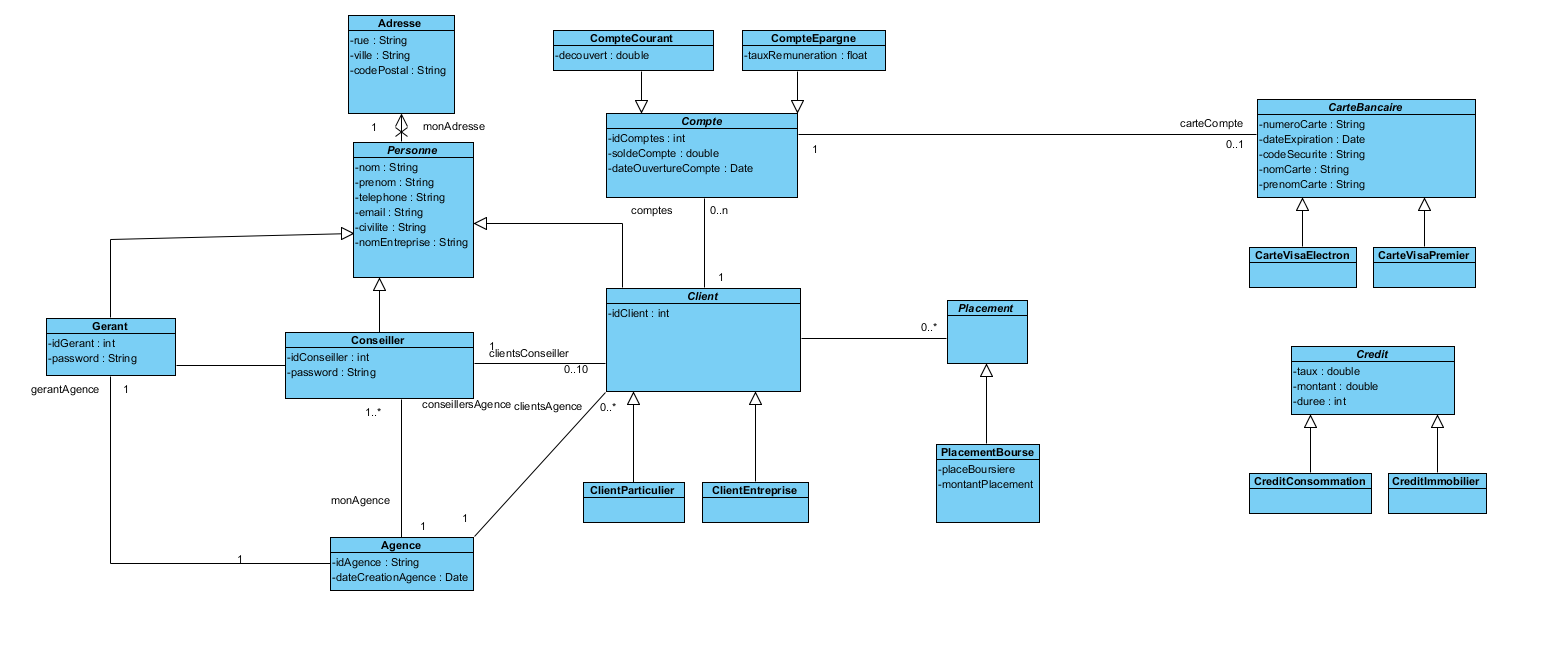 Adresse
-rue : String
-ville : String
-codePostal : String
CompteCourant
-decouvert : double
CompteEpargne
-tauxRemuneration : float
1
monAdresse
Personne
-nom : String
-prenom : String
-telephone : String
-email : String
-civilite : String
-nomEntreprise : String
Compte
-idComptes : int
-soldeCompte : double
-dateOuvertureCompte : Date
1
carteCompte
0..1
CarteBancaire
-numeroCarte : String
-dateExpiration : Date
-codeSecurite : String
-nomCarte : String
-prenomCarte : String
comptes
0..n
1
CarteVisaElectron
CarteVisaPremier
Gerant
-idGerant : int
-password : String
Conseiller
-idConseiller : int
-password : String
1
clientsConseiller
0..10
Client
-idClient : int
0..*
Placement
Credit
-taux : double
-montant : double
-duree : int
gerantAgence
1
1..*
conseillersAgence
clientsAgence
0..*
PlacementBourse
-placeBoursiere
-montantPlacement
ClientParticulier
ClientEntreprise
CreditConsommation
CreditImmobilier
monAgence
1
1
1
Agence
-idAgence : String
-dateCreationAgence : Date